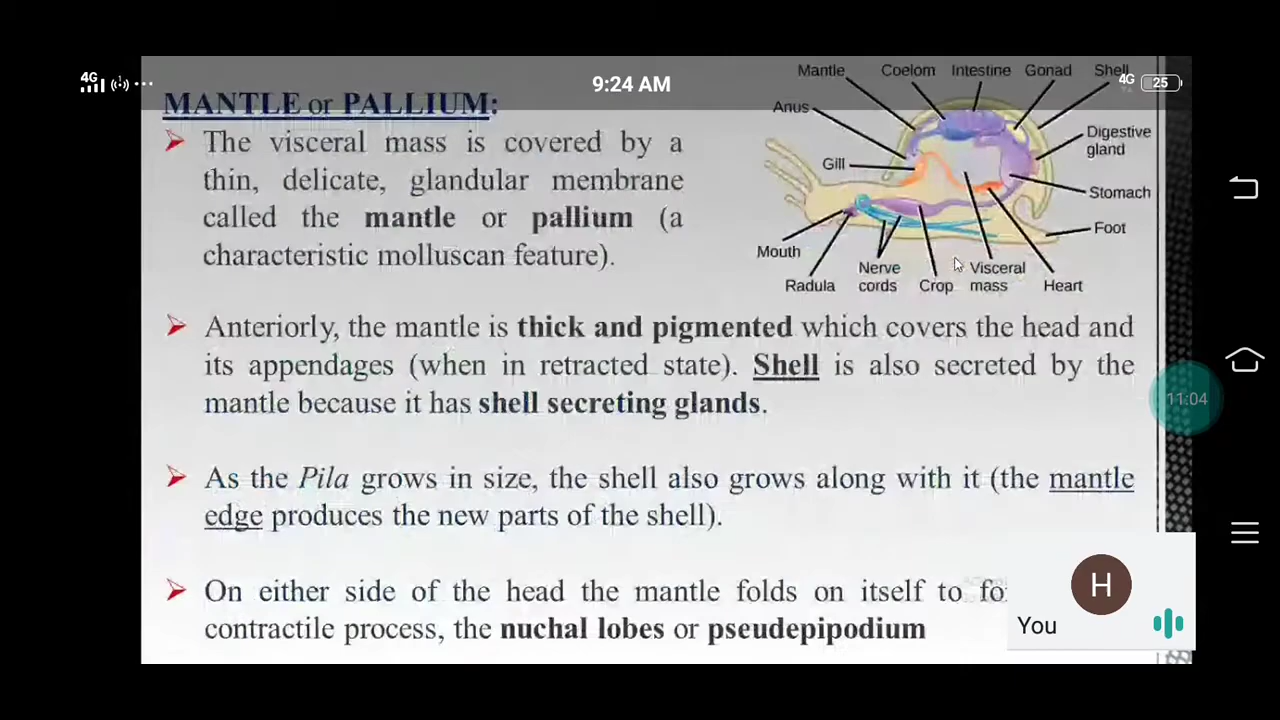 4G
9:24 AM
4G
25
MANTLE or PALLIUM:
The visceral mass is covered by a
thin, delicate, glandular membrane
called the mantle or pallium (a
characteristic molluscan feature).
Mantle Coelom Intestine Gonad Shell
Anus
Digestive
gland
Gill
Stomach
Foot
Mouth
Nerve
cords
Visceral
mass
Radula
Crop
Heart
Anteriorly, the mantle is thick and pigmented which covers the head and
its appendages (when in retracted state). Shell is also secreted by the
mantle because it has shell secreting glands.
11:04
As the Pila grows in size, the shell also grows along with it (the mantle
edge produces the new parts of the shell).
On either side of the head the mantle folds on itself to
contractile process, the nuchal lobes or pseudepipodium
H
You